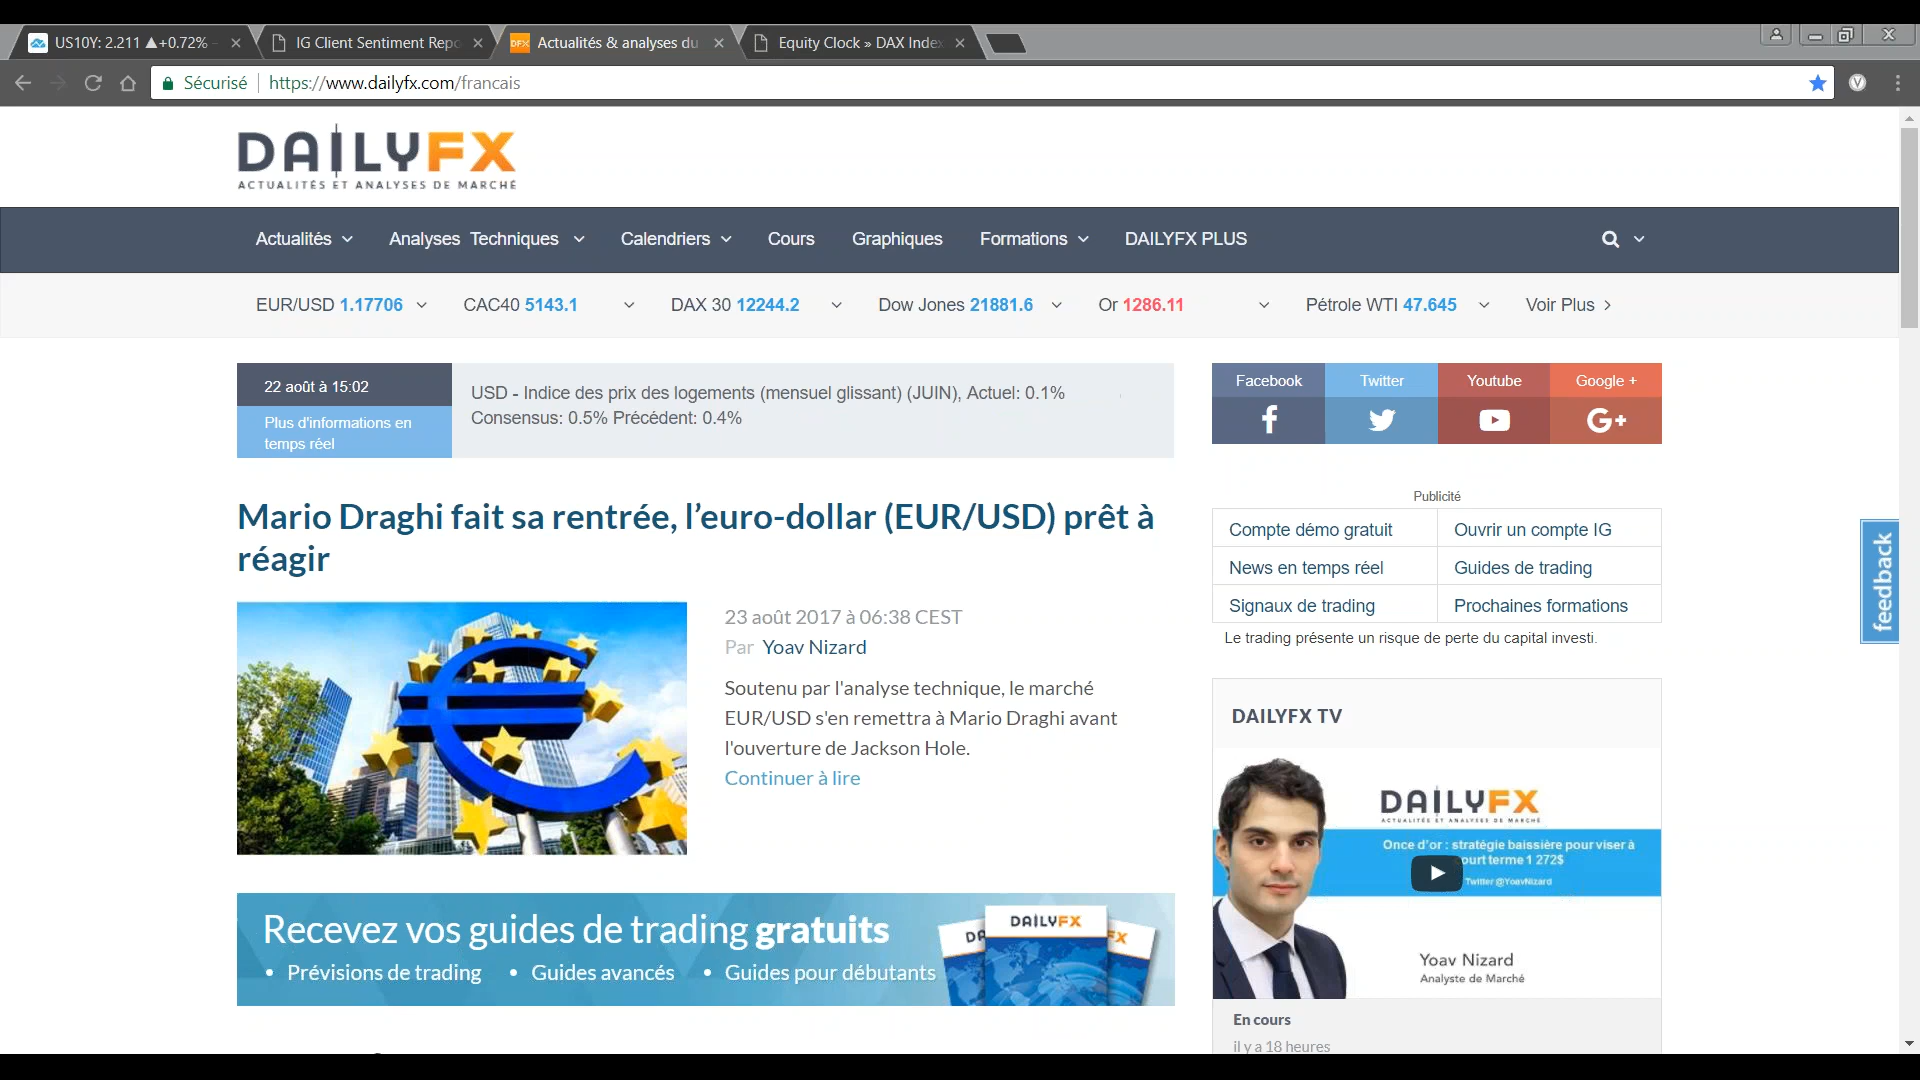 US10Y: 2.211 ▲+0.72%
IG Client Sentiment Repo
DFX Actualités & analyses du
Equity Clock » DAX Index
Sécurisé https://www.dailyfx.com/francais
DAILYFX
ACTUALITÉS ET ANALYSES DE MARCHÉ
Actualités Analyses Techniques Calendriers Cours Graphiques Formations DAILYFX PLUS
EUR/USD 1.17706 CAC40 5143.1 DAX 30 12244.2 Dow Jones 21881.6 Or 1286.11 Pétrole WTI 47.645 Voir Plus
22 août à 15:02
Plus d'informations en
temps réel
USD - Indice des prix des logements (mensuel glissant) (JUIN), Actuel: 0.1%
Consensus: 0.5% Précédent: 0.4%
Facebook Twitter Youtube Google +
Mario Draghi fait sa rentrée, l’euro-dollar (EUR/USD) prêt à
réagir
23 août 2017 à 06:38 CEST
Par Yoav Nizard
Soutenu par l'analyse technique, le marché
EUR/USD s'en remettra à Mario Draghi avant
l'ouverture de Jackson Hole.
Continuer à lire
Recevez vos guides de trading gratuits
• Prévisions de trading • Guides avancés • Guides pour débutants
DAILYFX
Publicité
Compte démo gratuit Ouvrir un compte IG
News en temps réel Guides de trading
Signaux de trading Prochaines formations
Le trading présente un risque de perte du capital investi.
feedback
DAILYFX TV
DAILYFX
ACTUALITÉS ET ANALYSES DE MARCHÉ
Once d’or : stratégie baissière pour viser à
court terme 1 272$
Twitter @YoavNizard
Yoav Nizard
Analyste de Marché
En cours
il y a 18 heures